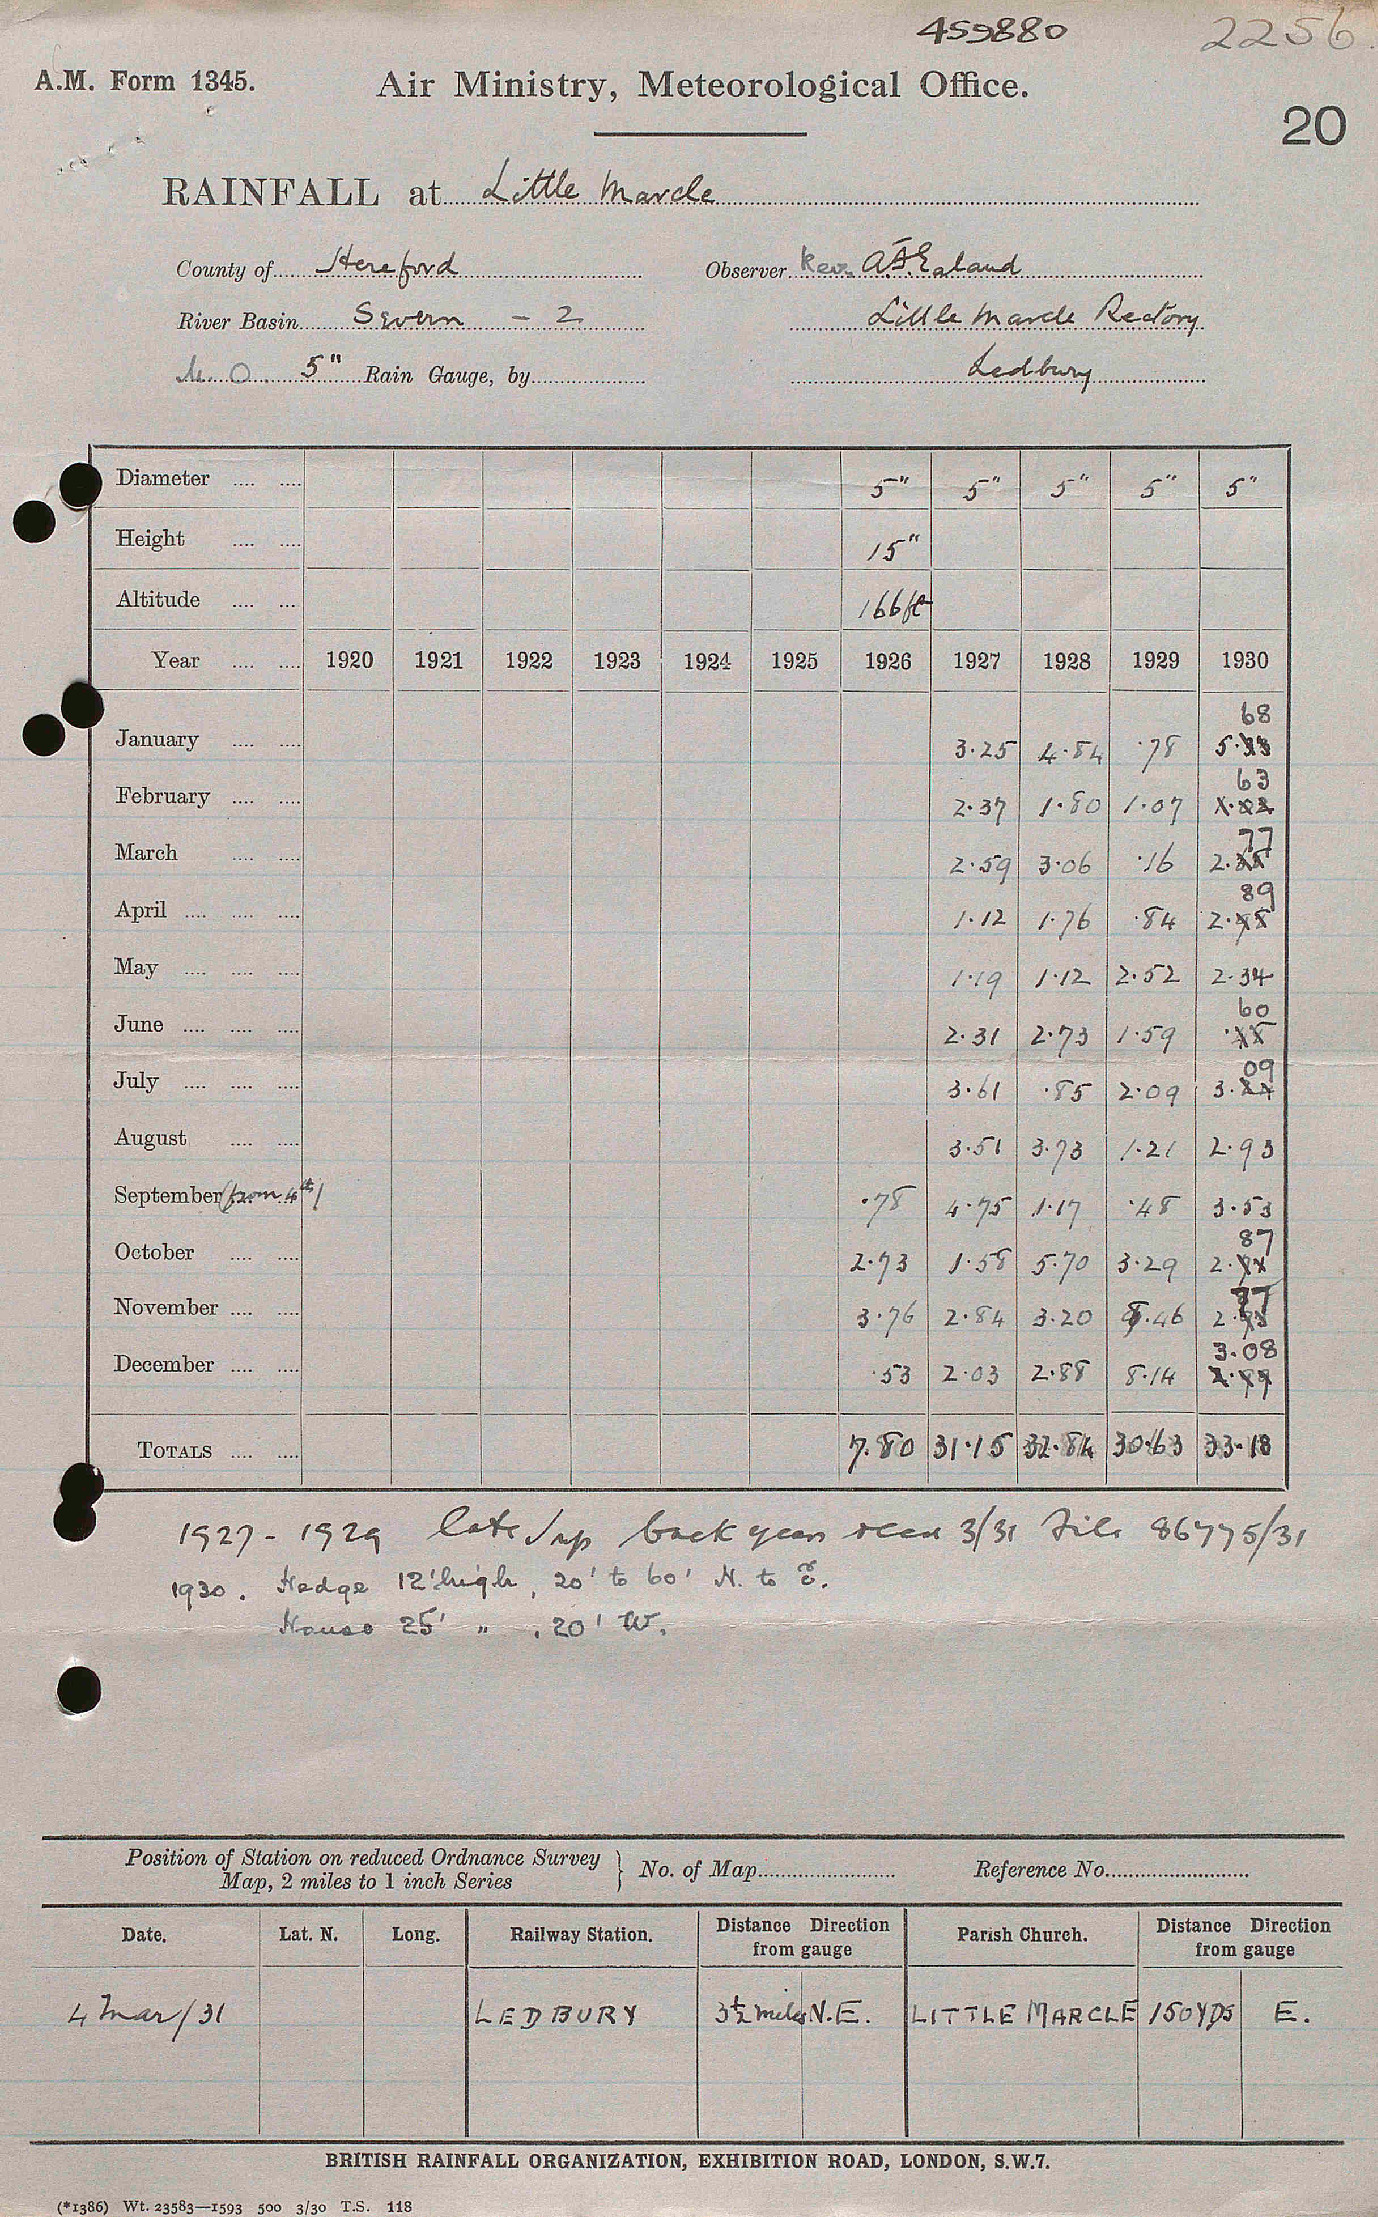 459880 2256.
A.M. Form 1345. Air Ministry, Meteorological Office.
20
RAINFALL at Little Marcle
County of Hereford Observer Rev. A.F. Ealand
River Basin Severn - 2 Little Marcle Rectory
M.O. 5" Rain Gauge, by Ledbury
Diameter 5" 5" 5" 5" 5"
Height 15"
Altitude 166ft
Year 1920 1921 1922 1923 1924 1925 1926 1927 1928 1929 1930
68
January 3.25 4.84 .78 5.
63
February 2.37 1.80 1.07
77
March 2.59 3.06 .16 2.
89
April 1.12 1.76 .84 2.
May 1.19 1.12 2.52 2.34
60
June 2.31 2.73 1.59 .
09
July 3.61 .85 2.09 3.
August 3.51 3.73 1.21 2.93
September (from 4th) .78 4.75 1.17 .48 3.53
87
October 2.73 1.58 5.70 3.29 2.
77
November 3.76 2.84 3.20 8.46 2.
3.08
December .53 2.03 2.88 8.14
TOTALS 7.80 31.15 32.84 30.63 33.18
1927 - 1929 late back years recd 3/31 File 86775/31
1930. Hedge 12' high, 20' to 60' N. to E.
House 25' " , 20' W.
Position of Station on reduced Ordnance Survey
Map, 2 miles to 1 inch Series } No. of Map Reference No.
Date. Lat. N. Long. Railway Station. Distance Direction from gauge Parish Church. Distance Direction from gauge
4 Mar/31 LEDBURY 3½ miles N.E. LITTLE MARCLE 150 YDS E.
BRITISH RAINFALL ORGANIZATION, EXHIBITION ROAD, LONDON, S.W.7.
(*1386) Wt. 23583—1593 500 3/30 T.S. 118